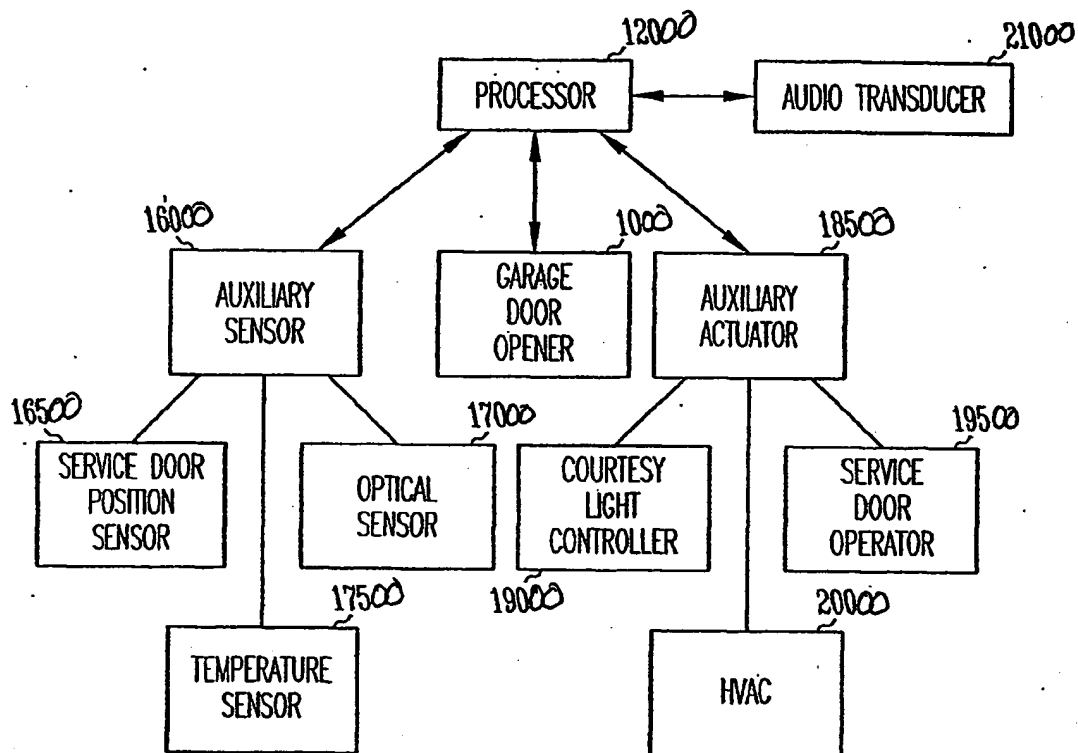 12000
21000
PROCESSOR
AUDIO TRANSDUCER
16000
1000
18500
AUXILIARY
SENSOR
GARAGE
DOOR
OPENER
AUXILIARY
ACTUATOR
16500
17000
19500
SERVICE DOOR
POSITION
SENSOR
OPTICAL
SENSOR
COURTESY
LIGHT
CONTROLLER
SERVICE
DOOR
OPERATOR
17500
19000
20000
TEMPERATURE
SENSOR
HVAC